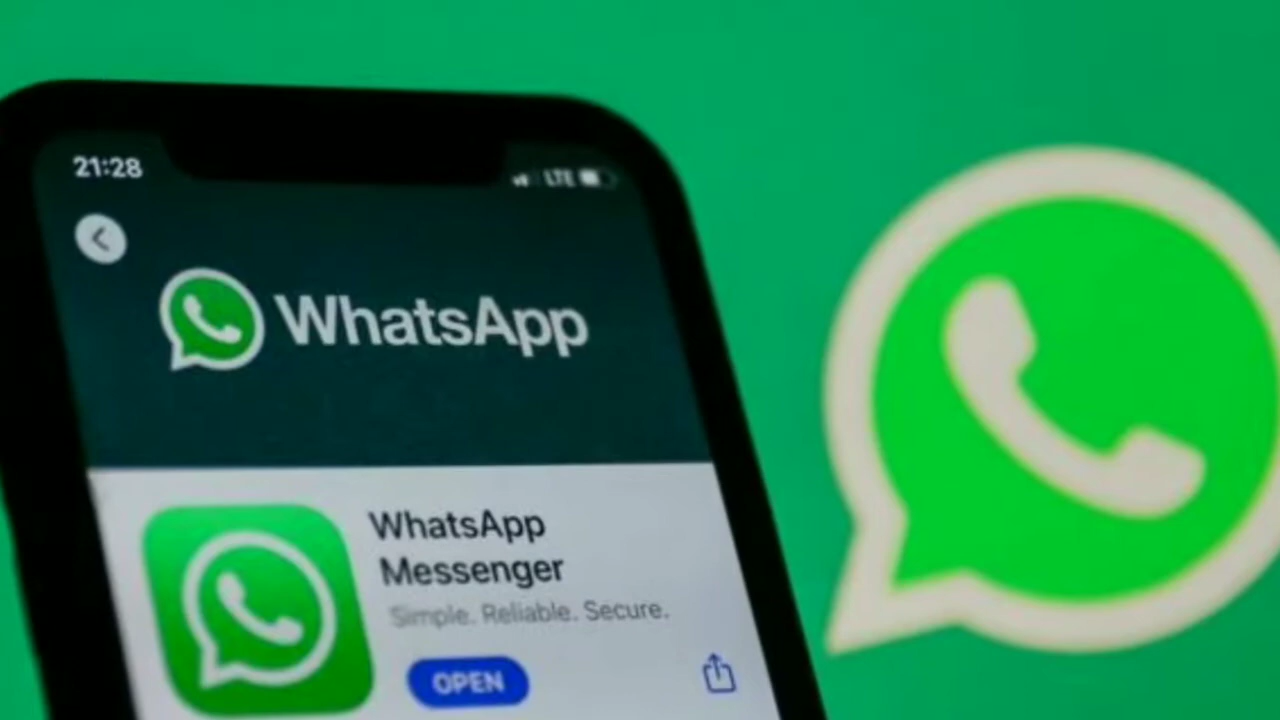 21:28
LTE
WhatsApp
WhatsApp
Messenger
Simple. Reliable. Secure.
OPEN